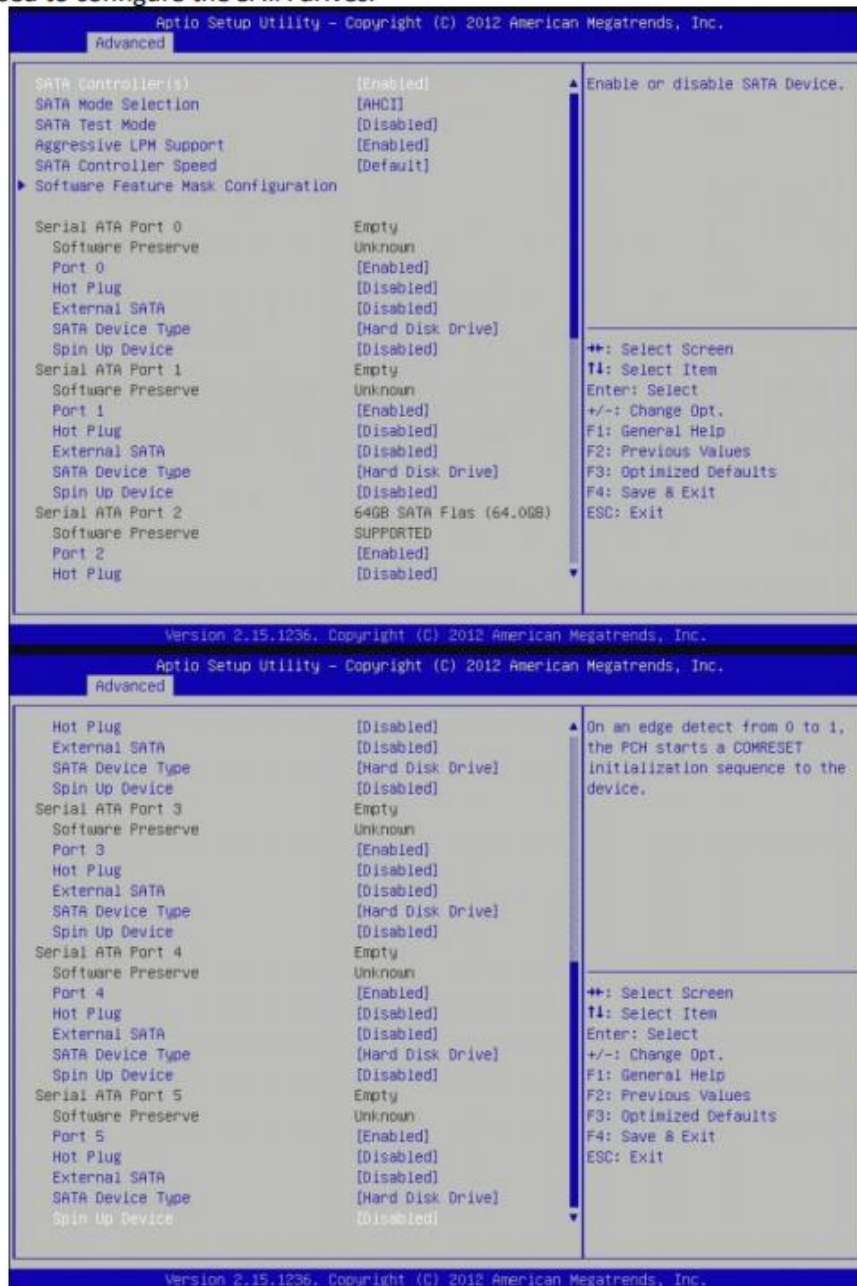 to configure the SATA drives.
Aptio Setup Utility – Copyright (C) 2012 American Megatrends, Inc.
Advanced
SATA Controller(s) [Enabled]
SATA Mode Selection [AHCI]
SATA Test Mode [Disabled]
Aggressive LPM Support [Enabled]
SATA Controller Speed [Default]
Software Feature Mask Configuration
Serial ATA Port 0 Empty
Software Preserve Unknown
Port 0 [Enabled]
Hot Plug [Disabled]
External SATA [Disabled]
SATA Device Type [Hard Disk Drive]
Spin Up Device [Disabled]
Serial ATA Port 1 Empty
Software Preserve Unknown
Port 1 [Enabled]
Hot Plug [Disabled]
External SATA [Disabled]
SATA Device Type [Hard Disk Drive]
Spin Up Device [Disabled]
Serial ATA Port 2 64GB SATA Flas (64.0GB)
Software Preserve SUPPORTED
Port 2 [Enabled]
Hot Plug [Disabled]
Enable or disable SATA Device.
→←: Select Screen
↑↓: Select Item
Enter: Select
+/-: Change Opt.
F1: General Help
F2: Previous Values
F3: Optimized Defaults
F4: Save & Exit
ESC: Exit
Version 2.15.1236. Copyright (C) 2012 American Megatrends, Inc.
Aptio Setup Utility – Copyright (C) 2012 American Megatrends, Inc.
Advanced
Hot Plug [Disabled]
External SATA [Disabled]
SATA Device Type [Hard Disk Drive]
Spin Up Device [Disabled]
Serial ATA Port 3 Empty
Software Preserve Unknown
Port 3 [Enabled]
Hot Plug [Disabled]
External SATA [Disabled]
SATA Device Type [Hard Disk Drive]
Spin Up Device [Disabled]
Serial ATA Port 4 Empty
Software Preserve Unknown
Port 4 [Enabled]
Hot Plug [Disabled]
External SATA [Disabled]
SATA Device Type [Hard Disk Drive]
Spin Up Device [Disabled]
Serial ATA Port 5 Empty
Software Preserve Unknown
Port 5 [Enabled]
Hot Plug [Disabled]
External SATA [Disabled]
SATA Device Type [Hard Disk Drive]
Spin Up Device [Disabled]
On an edge detect from 0 to 1,
the PCH starts a COMRESET
initialization sequence to the
device.
→←: Select Screen
↑↓: Select Item
Enter: Select
+/-: Change Opt.
F1: General Help
F2: Previous Values
F3: Optimized Defaults
F4: Save & Exit
ESC: Exit
Version 2.15.1236. Copyright (C) 2012 American Megatrends, Inc.